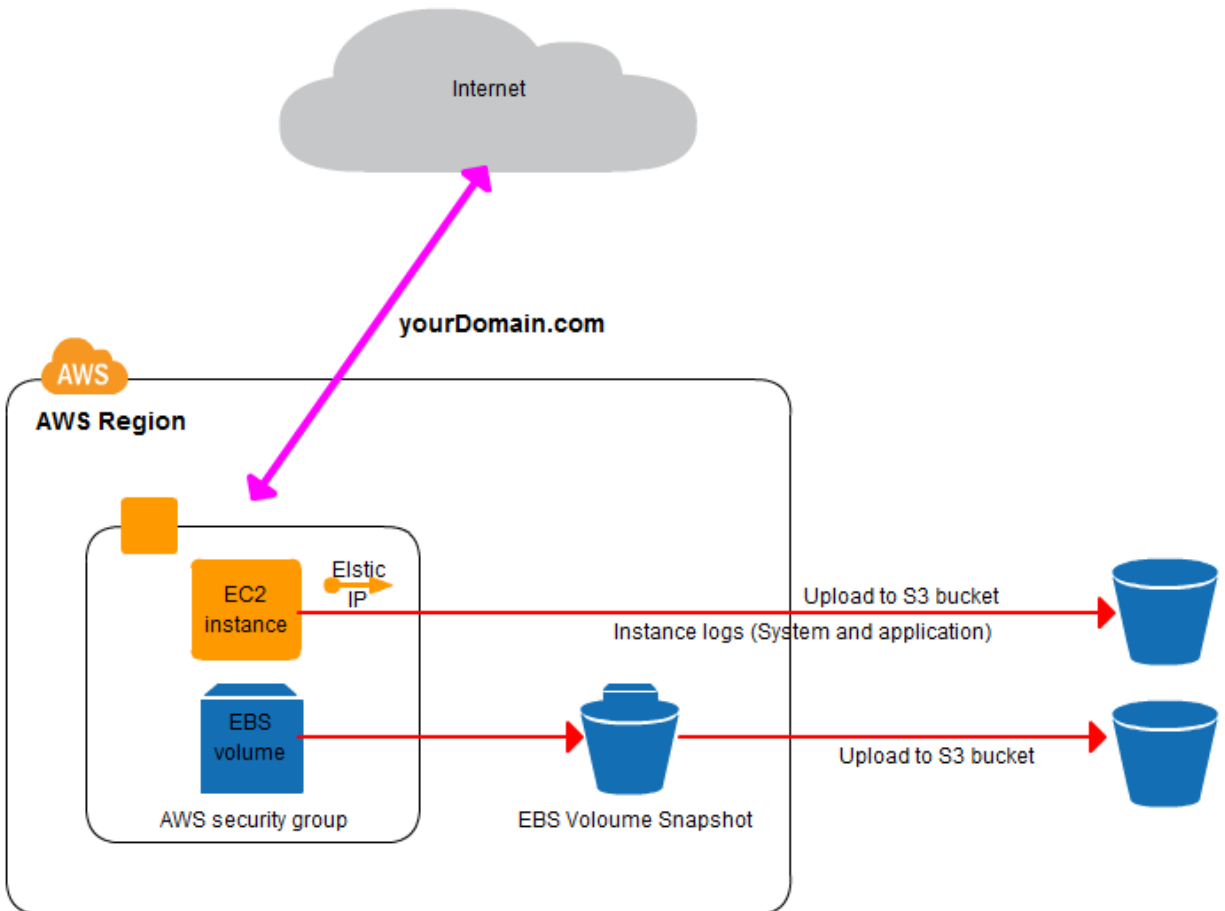 Internet
yourDomain.com
AWS
AWS Region
Elstic
IP
EC2
instance
Upload to S3 bucket
Instance logs (System and application)
EBS
volume
Upload to S3 bucket
AWS security group
EBS Voloume Snapshot